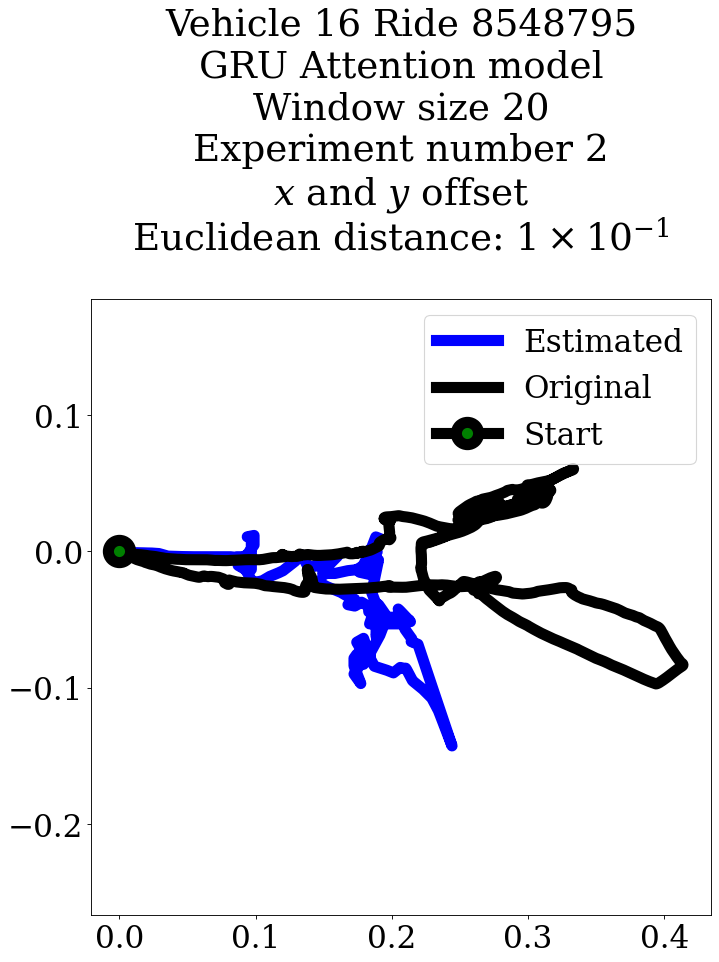 Vehicle 16 Ride 8548795
GRU Attention model
Window size 20
Experiment number 2
x and y offset
Euclidean distance: 1 × 10⁻¹
Estimated
Original
Start
0.1
0.0
−0.1
−0.2
0.0 0.1 0.2 0.3 0.4